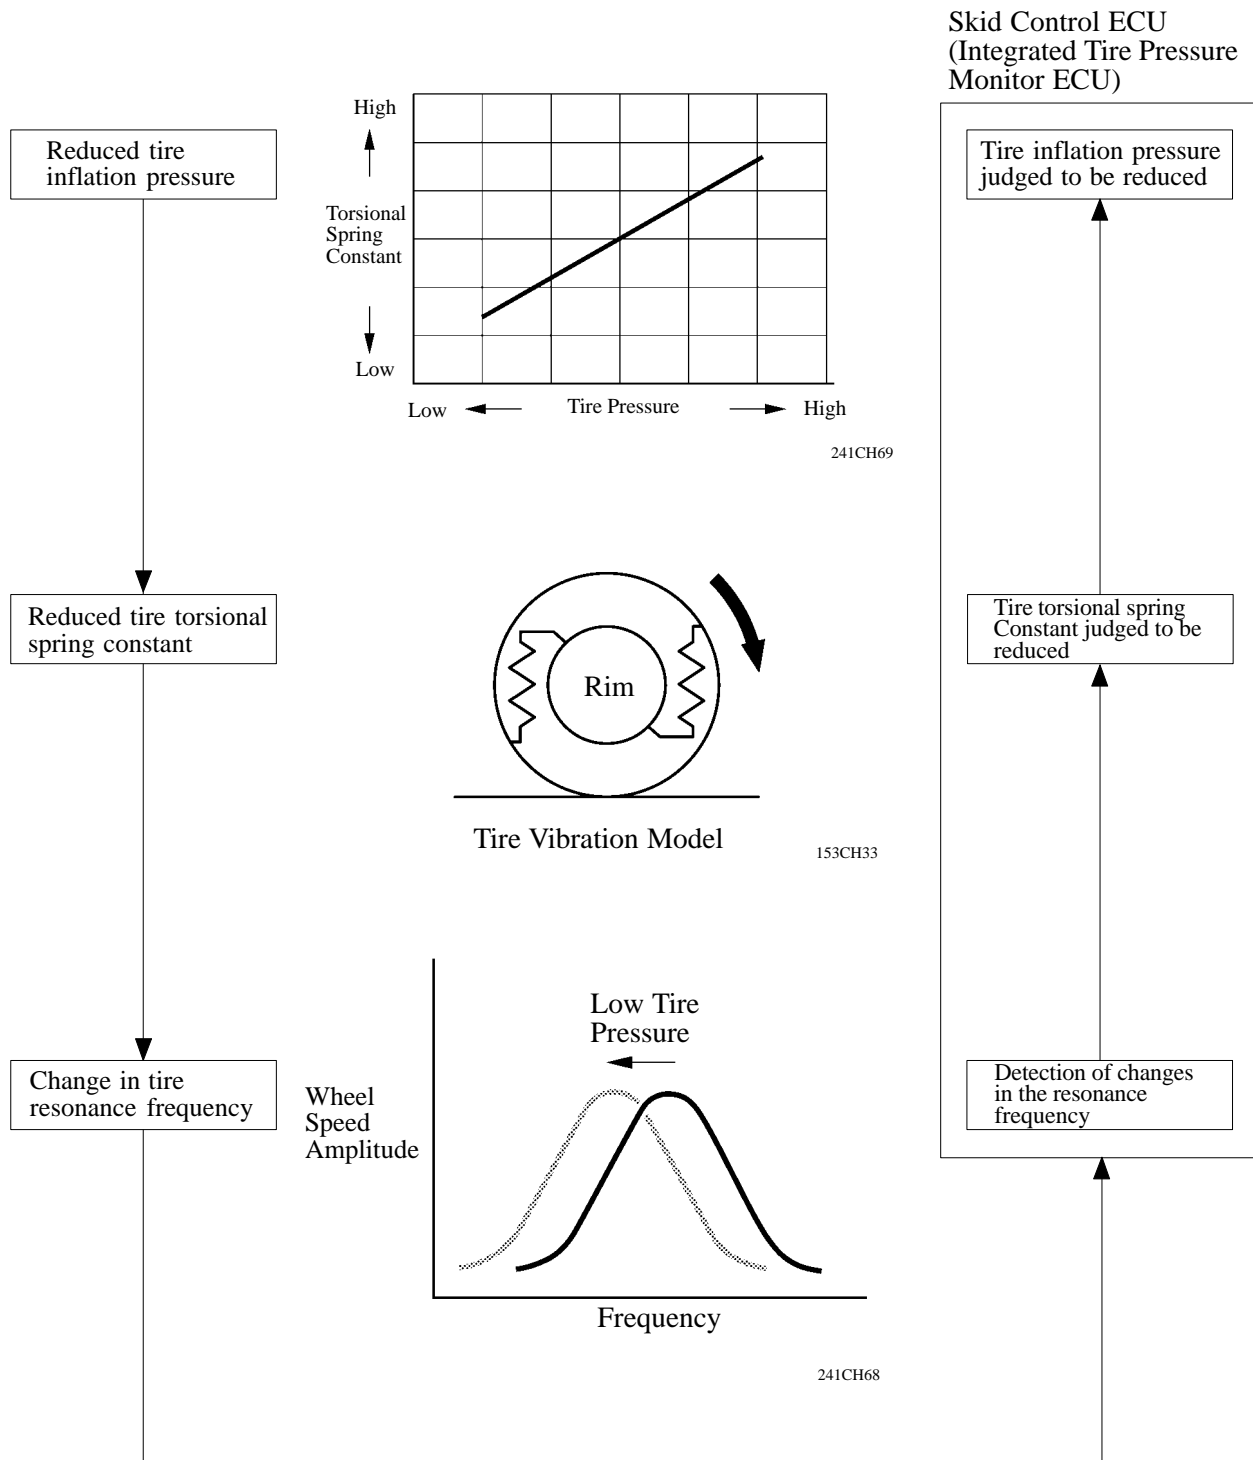 Skid Control ECU
(Integrated Tire Pressure
Monitor ECU)
Reduced tire
inflation pressure
High
Torsional
Spring
Constant
Low
Low
Tire Pressure
High
241CH69
Tire inflation pressure
judged to be reduced
Reduced tire torsional
spring constant
Rim
Tire Vibration Model
153CH33
Tire torsional spring
Constant judged to be
reduced
Change in tire
resonance frequency
Low Tire
Pressure
Wheel
Speed
Amplitude
Frequency
241CH68
Detection of changes
in the resonance
frequency